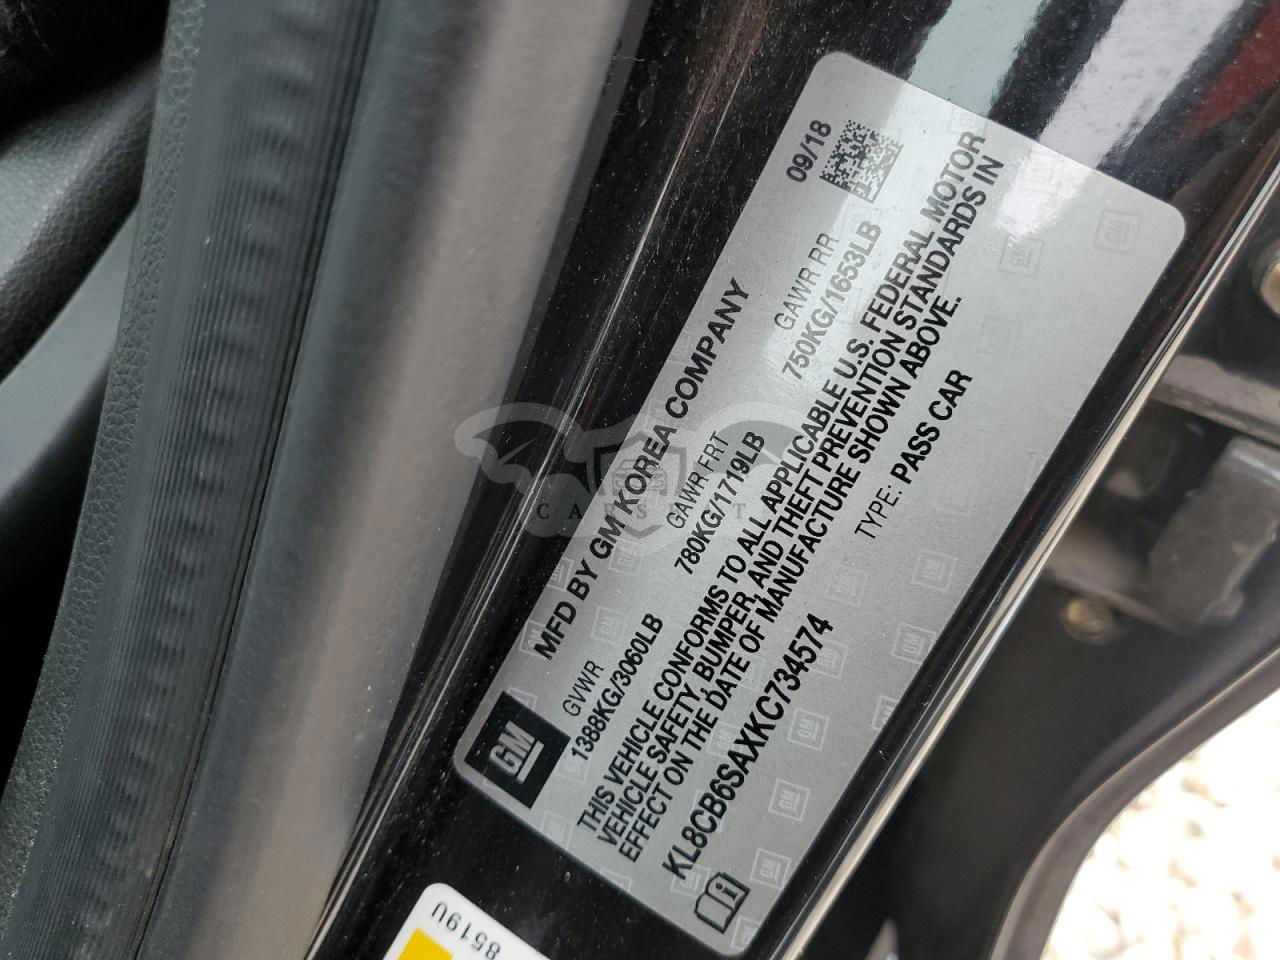 MFD BY GM KOREA COMPANY
09/18
GM
GVWR
GAWR FRT
GAWR RR
1388KG/3060LB
780KG/1719LB
750KG/1653LB
THIS VEHICLE CONFORMS TO ALL APPLICABLE U.S. FEDERAL MOTOR
VEHICLE SAFETY, BUMPER, AND THEFT PREVENTION STANDARDS IN
EFFECT ON THE DATE OF MANUFACTURE SHOWN ABOVE.
KL8CB6SAXKC734574
TYPE: PASS CAR
i
8519U